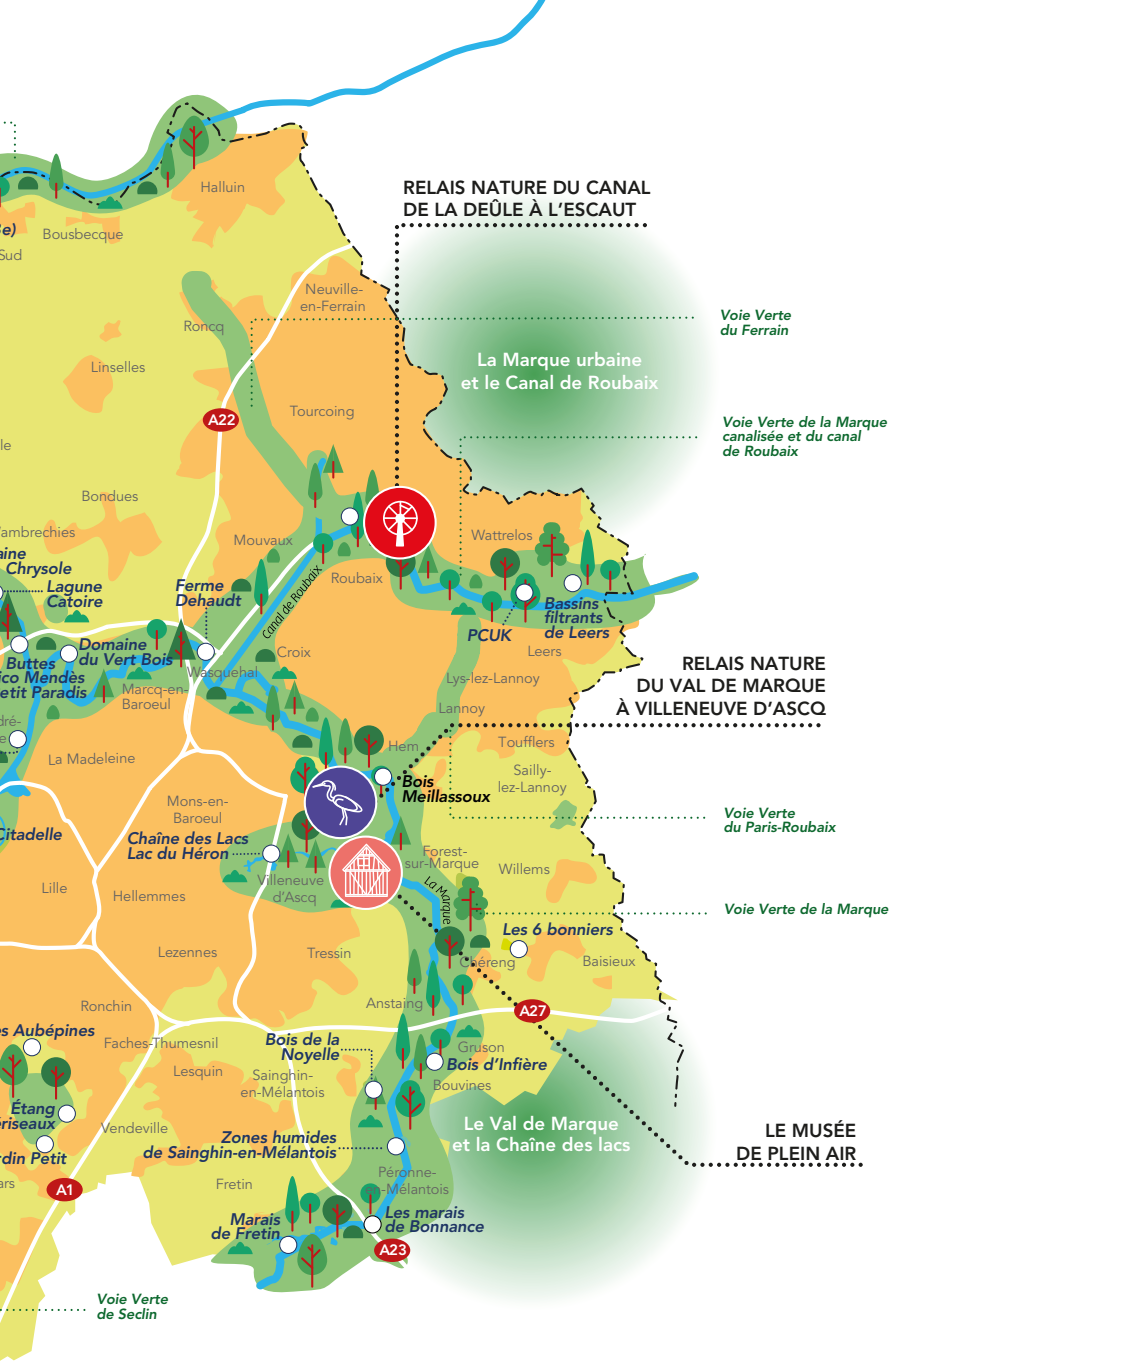 Halluin
RELAIS NATURE DU CANAL
DE LA DEÛLE À L’ESCAUT
Bousbecque
Sud
Neuville-
en-Ferrain
Roncq
Voie Verte
du Ferrain
La Marque urbaine
et le Canal de Roubaix
Linselles
Tourcoing
A22
Voie Verte de la Marque
canalisée et du canal
de Roubaix
Bondues
Mouvaux
Wattrelos
Chrysole
Lagune
Catoire
Ferme
Dehaudt
Canal de Roubaix
Roubaix
PCUK
Bassins
filtrants
de Leers
Leers
Buttes
Domaine
du Vert Bois
Mendès
Paradis
Wasquehal
Croix
Marcq-en-
Baroeul
Lys-lez-Lannoy
Lannoy
RELAIS NATURE
DU VAL DE MARQUE
À VILLENEUVE D’ASCQ
La Madeleine
Hem
Toufflers
Sailly-
lez-Lannoy
Bois
Meillassoux
Mons-en-
Baroeul
Voie Verte
du Paris-Roubaix
Citadelle
Chaîne des Lacs
Lac du Héron
Forest-
sur-Marque
Willems
Lille
Hellemmes
Villeneuve
d’Ascq
La Marque
Voie Verte de la Marque
Les 6 bonniers
Lezennes
Tressin
Chéreng
Baisieux
Ronchin
Anstaing
A27
Aubépines
Faches-Thumesnil
Bois de la
Noyelle
Gruson
Bois d’Infière
Lesquin
Sainghin-
en-Mélantois
Bouvines
Étang
Vendeville
Zones humides
de Sainghin-en-Mélantois
Le Val de Marque
et la Chaîne des lacs
LE MUSÉE
DE PLEIN AIR
Petit
A1
Fretin
Péronne-
en-Mélantois
Marais
de Fretin
Les marais
de Bonnance
A23
Voie Verte
de Seclin